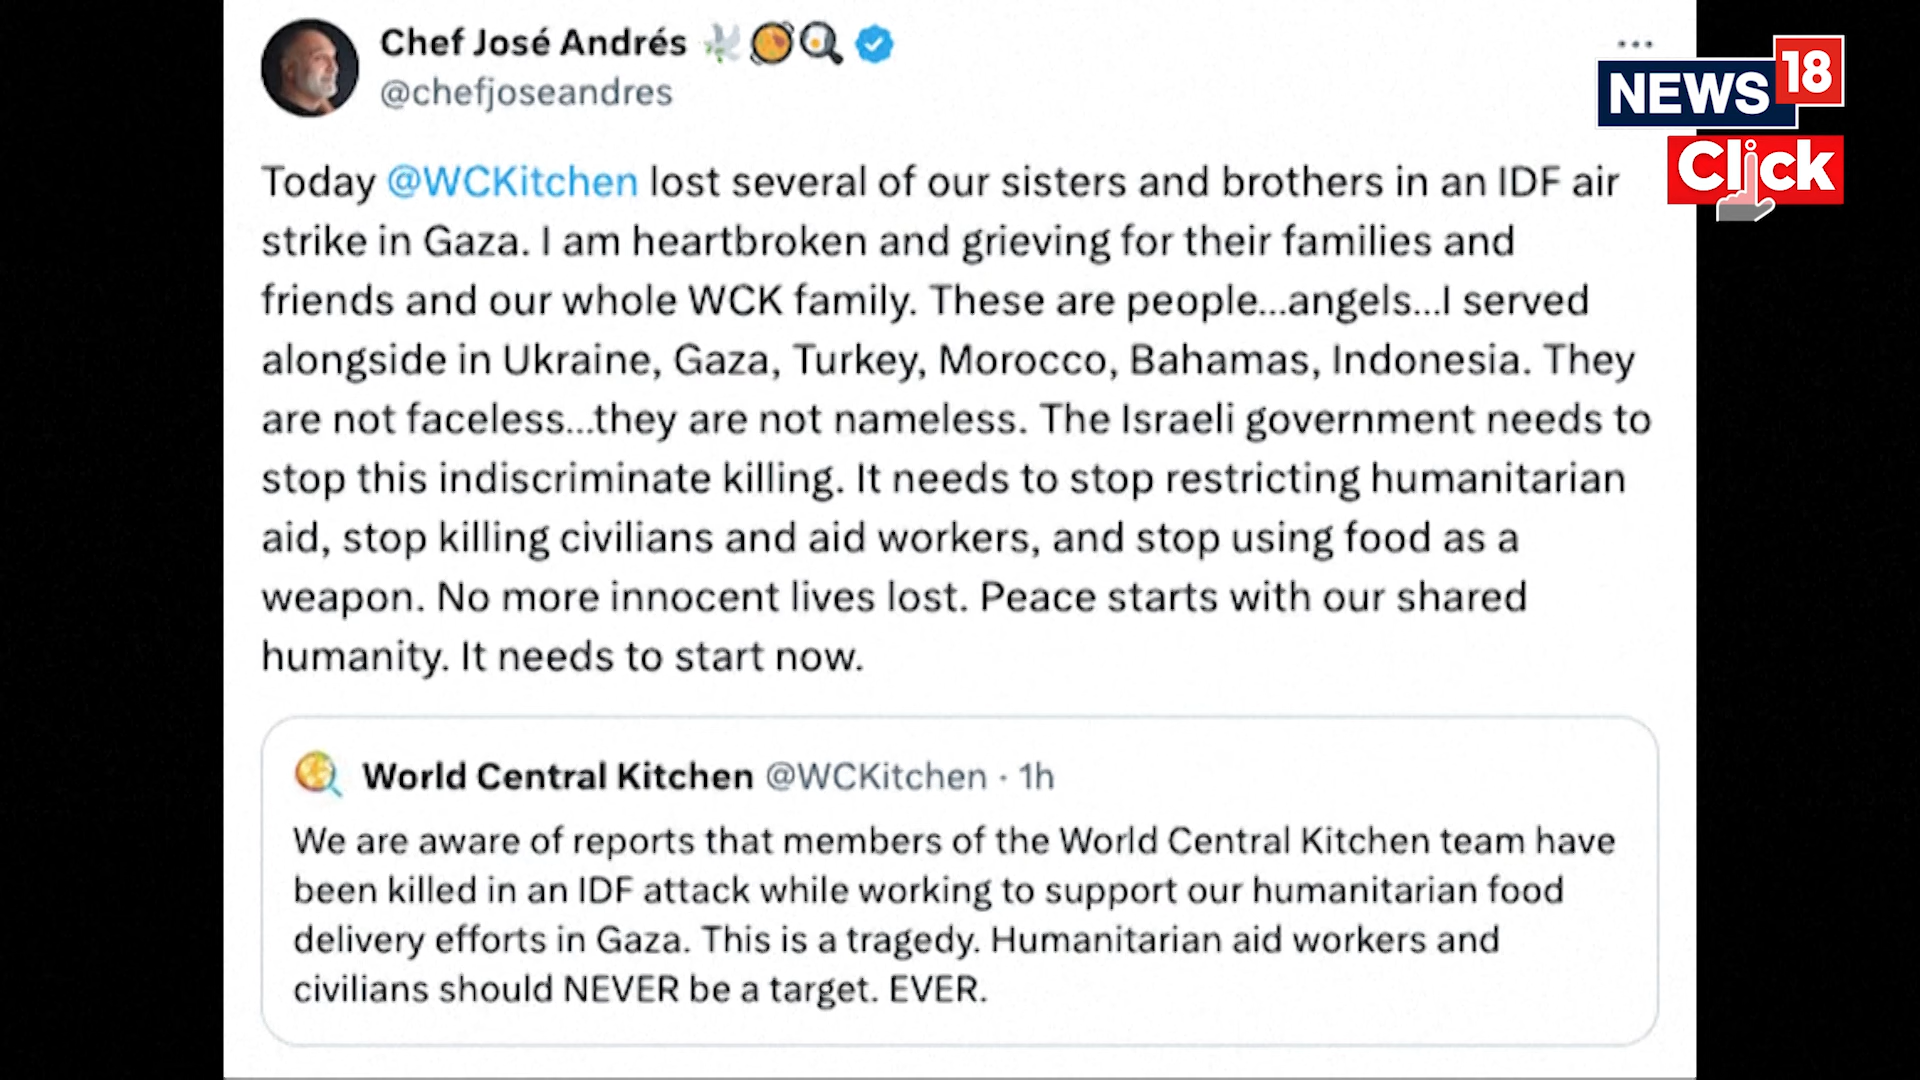 Chef José Andrés
@chefjoseandres
NEWS 18
Click
Today @WCKitchen lost several of our sisters and brothers in an IDF air
strike in Gaza. I am heartbroken and grieving for their families and
friends and our whole WCK family. These are people...angels...I served
alongside in Ukraine, Gaza, Turkey, Morocco, Bahamas, Indonesia. They
are not faceless...they are not nameless. The Israeli government needs to
stop this indiscriminate killing. It needs to stop restricting humanitarian
aid, stop killing civilians and aid workers, and stop using food as a
weapon. No more innocent lives lost. Peace starts with our shared
humanity. It needs to start now.
World Central Kitchen @WCKitchen · 1h
We are aware of reports that members of the World Central Kitchen team have
been killed in an IDF attack while working to support our humanitarian food
delivery efforts in Gaza. This is a tragedy. Humanitarian aid workers and
civilians should NEVER be a target. EVER.